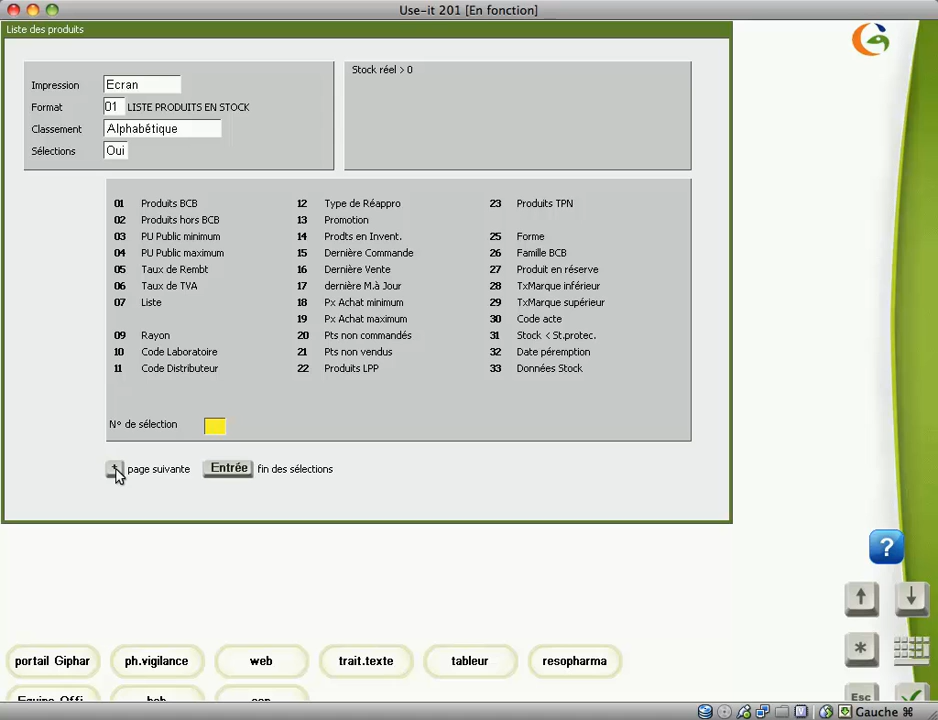 Use-it 201 [En fonction]
Liste des produits
Impression Ecran
Format 01 LISTE PRODUITS EN STOCK
Classement Alphabétique
Sélections Oui
Stock réel > 0
01 Produits BCB 12 Type de Réappro 23 Produits TPN
02 Produits hors BCB 13 Promotion
03 PU Public minimum 14 Prodts en Invent. 25 Forme
04 PU Public maximum 15 Dernière Commande 26 Famille BCB
05 Taux de Rembt 16 Dernière Vente 27 Produit en réserve
06 Taux de TVA 17 dernière M.à Jour 28 TxMarque inférieur
07 Liste 18 Px Achat minimum 29 TxMarque supérieur
19 Px Achat maximum 30 Code acte
09 Rayon 20 Pts non commandés 31 Stock < St.protec.
10 Code Laboratoire 21 Pts non vendus 32 Date péremption
11 Code Distributeur 22 Produits LPP 33 Données Stock
N° de sélection
page suivante Entrée fin des sélections
?
*
portail Giphar ph.vigilance web trait.texte tableur resopharma
Esc
Gauche ⌘